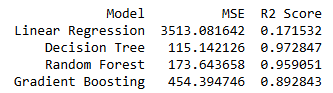 Model MSE R2 Score
Linear Regression 3513.081642 0.171532
Decision Tree 115.142126 0.972847
Random Forest 173.643658 0.959051
Gradient Boosting 454.394746 0.892843